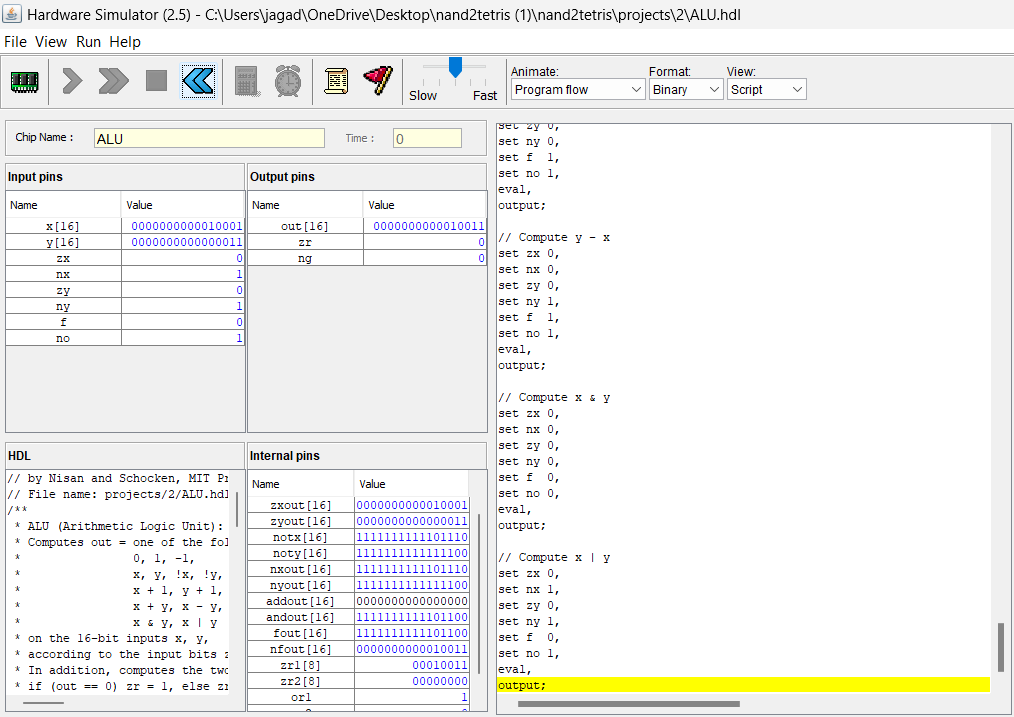 Hardware Simulator (2.5) - C:\Users\jagad\OneDrive\Desktop\nand2tetris (1)\nand2tetris\projects\2\ALU.hdl
File View Run Help
Slow Fast
Animate: Format: View:
Program flow Binary Script
Chip Name : ALU Time : 0
Input pins
Name Value
x[16] 0000000000010001
y[16] 0000000000000011
zx 0
nx 1
zy 0
ny 1
f 0
no 1
Output pins
Name Value
out[16] 0000000000010011
zr 0
ng 0
HDL
// by Nisan and Schocken, MIT Pr
// File name: projects/2/ALU.hdl
/**
* ALU (Arithmetic Logic Unit):
* Computes out = one of the fol
* 0, 1, -1,
* x, y, !x, !y,
* x + 1, y + 1,
* x + y, x - y,
* x & y, x | y
* on the 16-bit inputs x, y,
* according to the input bits z
* In addition, computes the two
* if (out == 0) zr = 1, else zr
Internal pins
Name Value
zxout[16] 0000000000010001
zyout[16] 0000000000000011
notx[16] 1111111111101110
noty[16] 1111111111111100
nxout[16] 1111111111101110
nyout[16] 1111111111111100
addout[16] 0000000000000000
andout[16] 1111111111101100
fout[16] 1111111111101100
nfout[16] 0000000000010011
zr1[8] 00010011
zr2[8] 00000000
or1 1
set zy 0,
set ny 0,
set f 1,
set no 1,
eval,
output;
// Compute y - x
set zx 0,
set nx 0,
set zy 0,
set ny 1,
set f 1,
set no 1,
eval,
output;
// Compute x & y
set zx 0,
set nx 0,
set zy 0,
set ny 0,
set f 0,
set no 0,
eval,
output;
// Compute x | y
set zx 0,
set nx 1,
set zy 0,
set ny 1,
set f 0,
set no 1,
eval,
output;